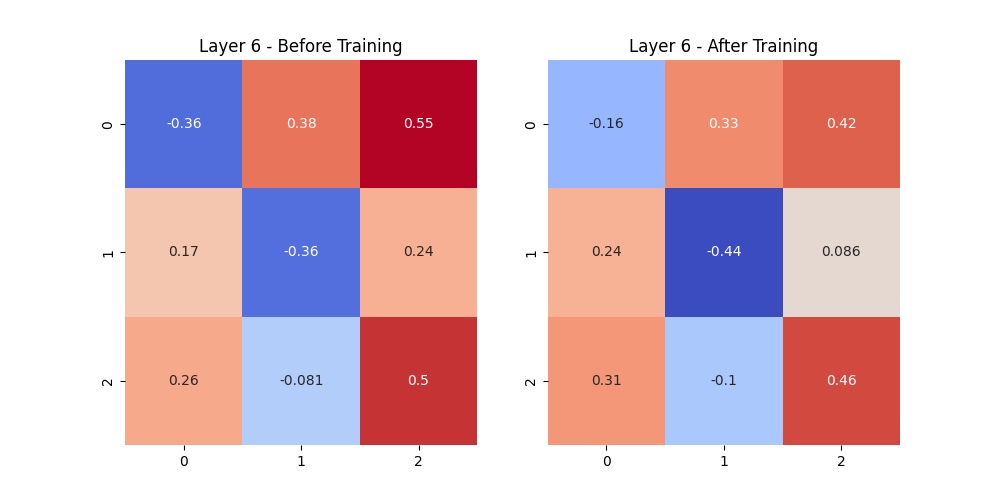 Layer 6 - Before Training
Layer 6 - After Training
0 -0.36 0.38 0.55
1 0.17 -0.36 0.24
2 0.26 -0.081 0.5
0 1 2
0 -0.16 0.33 0.42
1 0.24 -0.44 0.086
2 0.31 -0.1 0.46
0 1 2